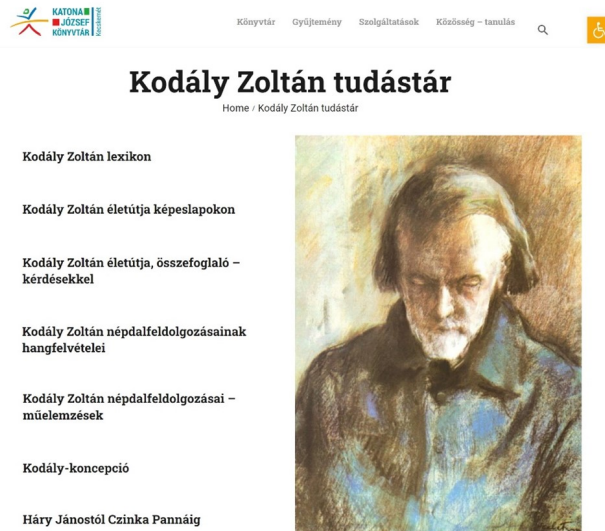 KATONA
JÓZSEF
KÖNYVTÁR
Kecskemét
Könyvtár Gyűjtemény Szolgáltatások Közösség – tanulás
Kodály Zoltán tudástár
Home / Kodály Zoltán tudástár
Kodály Zoltán lexikon
Kodály Zoltán életútja képeslapokon
Kodály Zoltán életútja, összefoglaló –
kérdésekkel
Kodály Zoltán népdalfeldolgozásainak
hangfelvételei
Kodály Zoltán népdalfeldolgozásai –
műelemzések
Kodály-koncepció
Háry Jánostól Czinka Pannáig